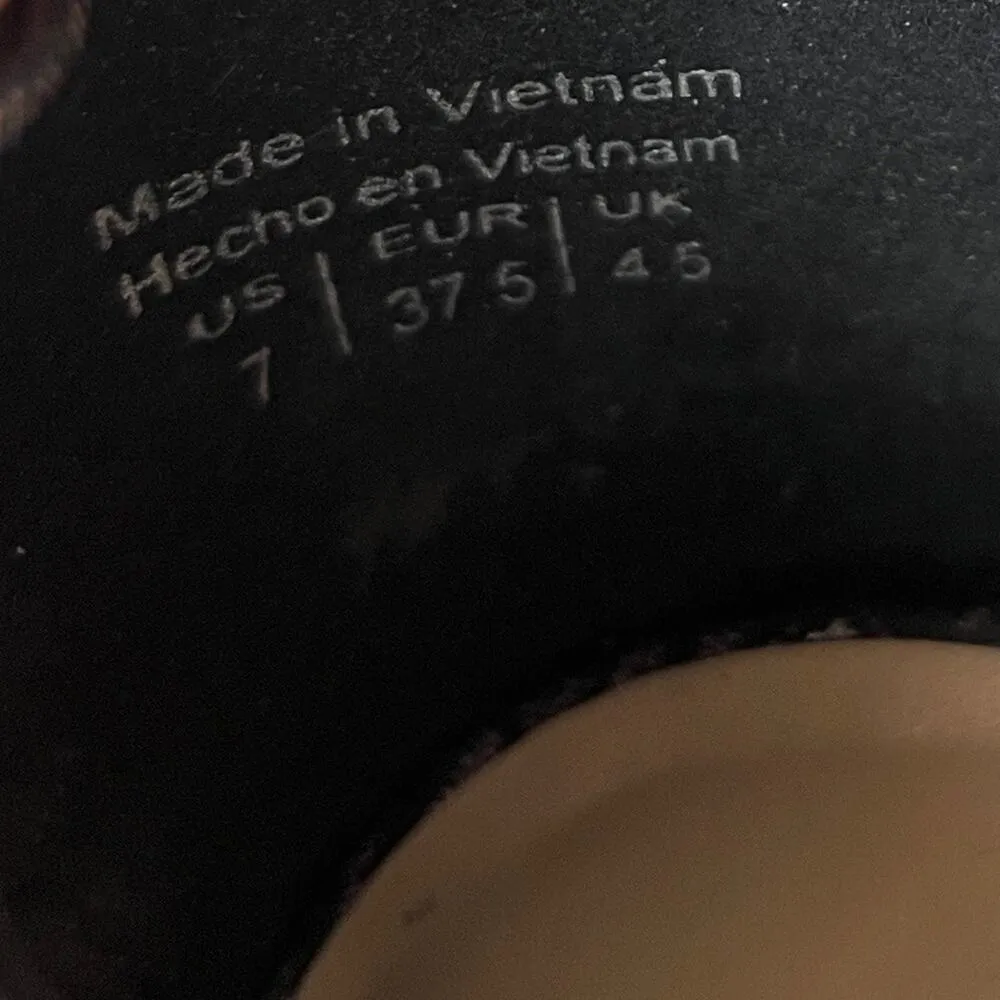 Made in Vietnam
Hecho en Vietnam
US | EUR | UK
7 | 37.5 | 4.5